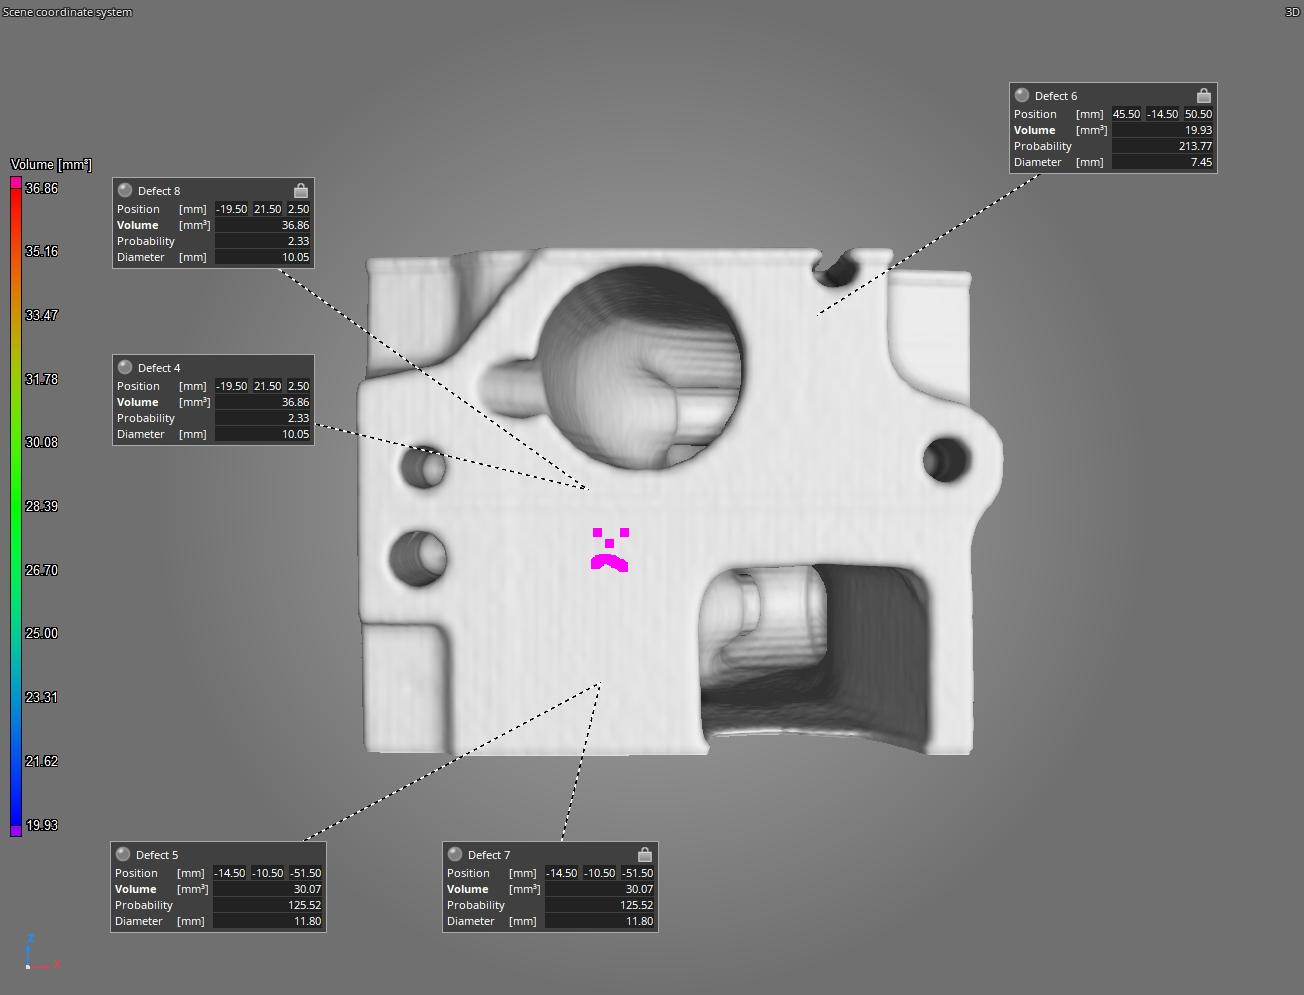 Scene coordinate system
3D
Volume [mm³]
36.86
35.16
33.47
31.78
30.08
28.39
26.70
25.00
23.31
21.62
19.93
Defect 6
Position [mm] 45.50 -14.50 50.50
Volume [mm³] 19.93
Probability 213.77
Diameter [mm] 7.45
Defect 8
Position [mm] -19.50 21.50 2.50
Volume [mm³] 36.86
Probability 2.33
Diameter [mm] 10.05
Defect 4
Position [mm] -19.50 21.50 2.50
Volume [mm³] 36.86
Probability 2.33
Diameter [mm] 10.05
Defect 5
Position [mm] -14.50 -10.50 -51.50
Volume [mm³] 30.07
Probability 125.52
Diameter [mm] 11.80
Defect 7
Position [mm] -14.50 -10.50 -51.50
Volume [mm³] 30.07
Probability 125.52
Diameter [mm] 11.80
Z
X